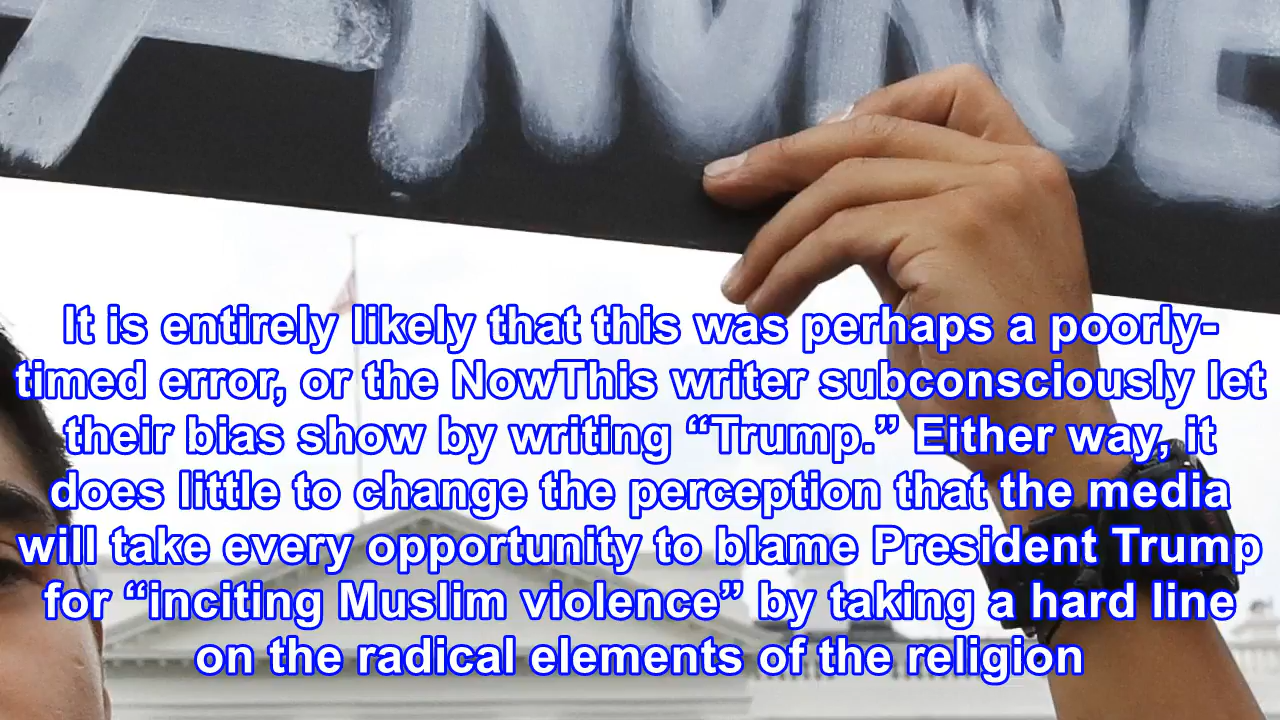 It is entirely likely that this was perhaps a poorly-
timed error, or the NowThis writer subconsciously let
their bias show by writing “Trump.” Either way, it
does little to change the perception that the media
will take every opportunity to blame President Trump
for “inciting Muslim violence” by taking a hard line
on the radical elements of the religion